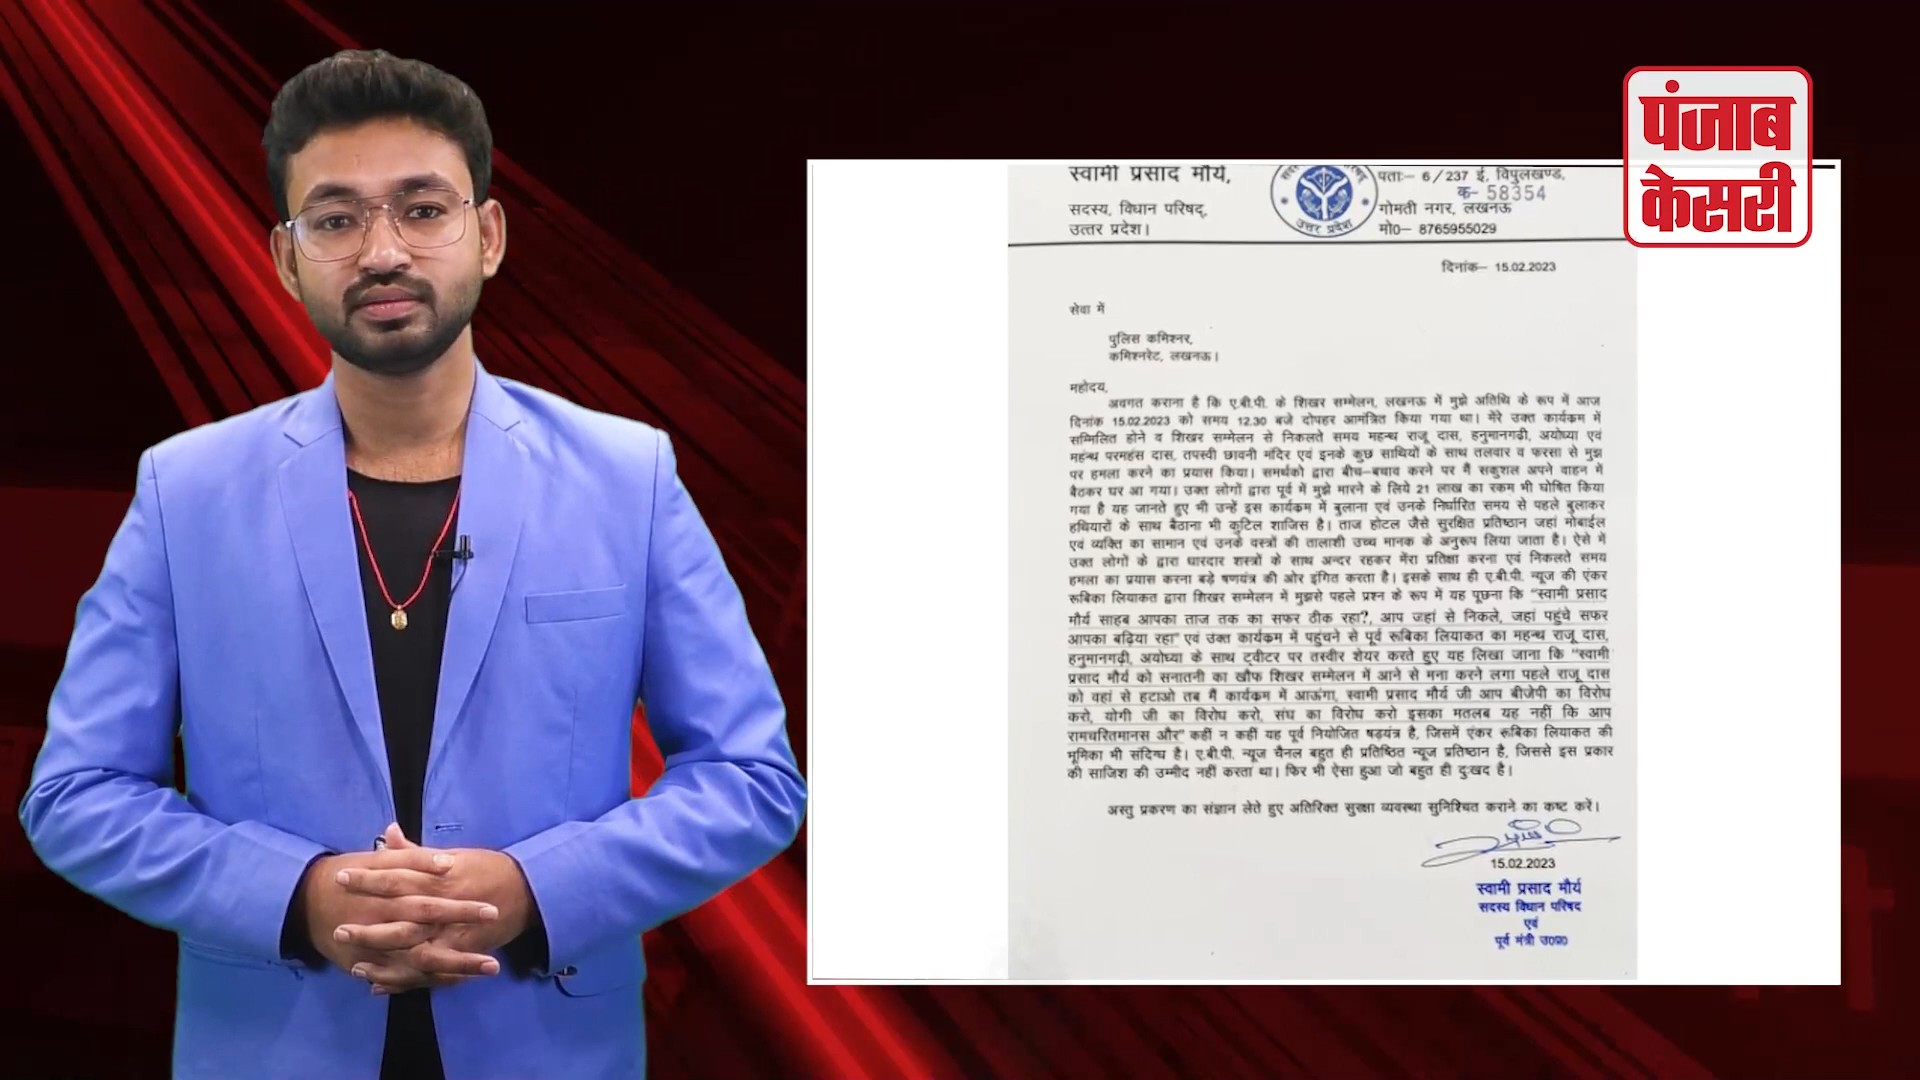 पंजाब
केसरी
स्वामी प्रसाद मौर्य,
सदस्य, विधान परिषद्,
उत्तर प्रदेश।
उत्तर प्रदेश
पताः– 6/237 ई, विपुलखण्ड,
क- 58354
गोमती नगर, लखनऊ
मो0– 8765955029
दिनांक– 15.02.2023
सेवा में
पुलिस कमिश्नर,
कमिश्नरेट, लखनऊ।
महोदय,
अवगत कराना है कि ए.बी.पी. के शिखर सम्मेलन, लखनऊ में मुझे अतिथि के रूप में आज
दिनांक 15.02.2023 को समय 12.30 बजे दोपहर आमंत्रित किया गया था। मेरे उक्त कार्यक्रम में
सम्मिलित होने व शिखर सम्मेलन से निकलते समय महन्थ राजू दास, हनुमानगढ़ी, अयोध्या एवं
महंन्थ परमहंस दास, तपस्वी छावनी मंदिर एवं इनके कुछ साथियों के साथ तलवार व फरसा से मुझ
पर हमला करने का प्रयास किया। समर्थको द्वारा बीच–बचाव करने पर मैं सकुशल अपने वाहन में
बैठकर घर आ गया। उक्त लोगों द्वारा पूर्व में मुझे मारने के लिये 21 लाख का रकम भी घोषित किया
गया है यह जानते हुए भी उन्हें इस कार्यक्रम में बुलाना एवं उनके निर्धारित समय से पहले बुलाकर
हथियारों के साथ बैठाना भी कुटिल शाजिस है। ताज होटल जैसे सुरक्षित प्रतिष्ठान जहां मोबाईल
एवं व्यक्ति का सामान एवं उनके वस्त्रों की तालाशी उच्च मानक के अनुरूप लिया जाता है। ऐसे में
उक्त लोगों के द्वारा धारदार शस्त्रों के साथ अन्दर रहकर मेंरा प्रतिक्षा करना एवं निकलते समय
हमला का प्रयास करना बड़े षणयंत्र की ओर इंगित करता है। इसके साथ ही ए.बी.पी. न्यूज की एंकर
रूबिका लियाकत द्वारा शिखर सम्मेलन में मुझसे पहले प्रश्न के रूप में यह पूछना कि “स्वामी प्रसाद
मौर्य साहब आपका ताज तक का सफर ठीक रहा?, आप जहां से निकले, जहां पहुंचे सफर
आपका बढ़िया रहा” एवं उक्त कार्यक्रम में पहुंचने से पूर्व रूबिका लियाकत का महन्थ राजू दास,
हनुमानगढ़ी, अयोध्या के साथ ट्वीटर पर तस्वीर शेयर करते हुए यह लिखा जाना कि “स्वामी
प्रसाद मौर्य को सनातनी का खौफ शिखर सम्मेलन में आने से मना करने लगा पहले राजू दास
को वहां से हटाओ तब मैं कार्यक्रम में आऊंगा, स्वामी प्रसाद मौर्य जी आप बीजेपी का विरोध
करो, योगी जी का विरोध करो, संघ का विरोध करो इसका मतलब यह नहीं कि आप
रामचरितमानस और” कहीं न कहीं यह पूर्व नियोजित षड़यंत्र है, जिसमें एंकर रूबिका लियाकत की
भूमिका भी संदिग्ध है। ए.बी.पी. न्यूज चैनल बहुत ही प्रतिष्ठित न्यूज प्रतिष्ठान है, जिससे इस प्रकार
की साजिश की उम्मीद नहीं करता था। फिर भी ऐसा हुआ जो बहुत ही दुःखद है।
अस्तु प्रकरण का संज्ञान लेते हुए अतिरिक्त सुरक्षा व्यवस्था सुनिश्चित कराने का कष्ट करें।
15.02.2023
स्वामी प्रसाद मौर्य
सदस्य विधान परिषद
एवं
पूर्व मंत्री उ0प्र0